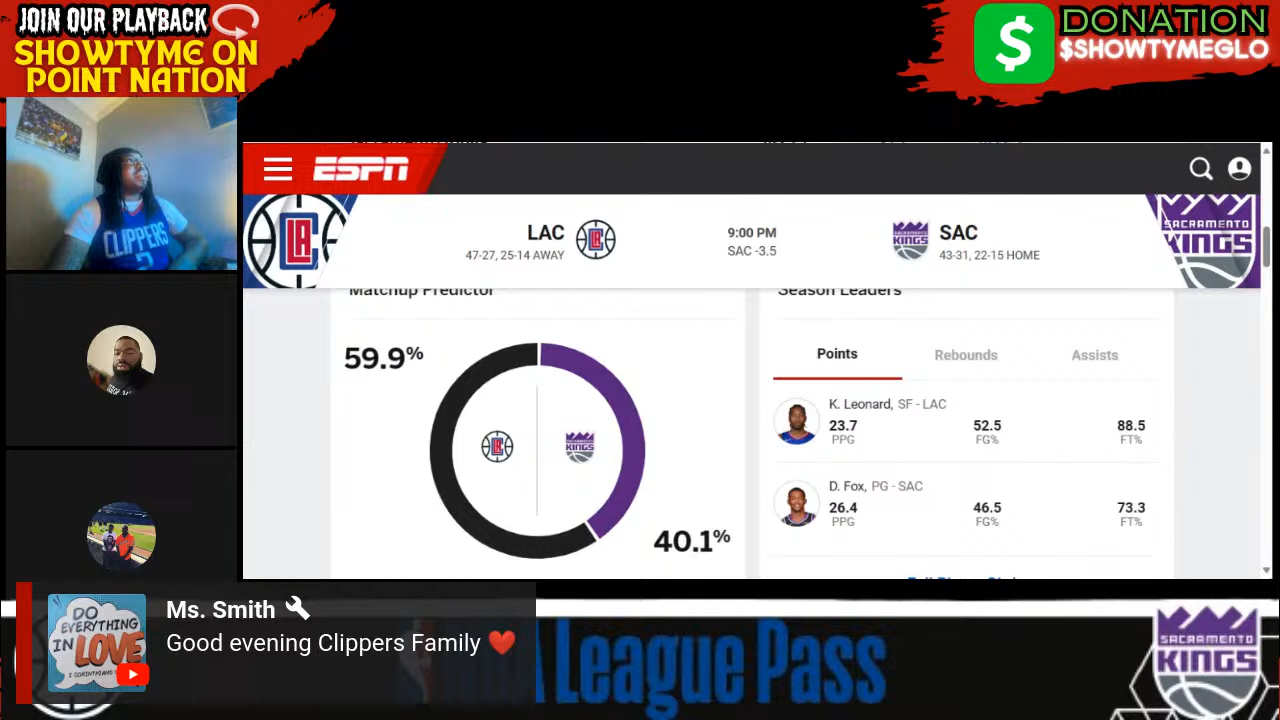 JOIN OUR PLAYBACK
SHOWTYME ON
POINT NATION
DONATION
$SHOWTYMEGLO
ESPN
LAC
47-27, 25-14 AWAY
9:00 PM
SAC -3.5
SAC
43-31, 22-15 HOME
LA
SACRAMENTO
KINGS
Matchup Predictor
59.9%
40.1%
Season Leaders
Points
Rebounds
Assists
K. Leonard, SF - LAC
23.7
52.5
88.5
PPG
FG%
FT%
D. Fox, PG - SAC
26.4
46.5
73.3
PPG
FG%
FT%
CLIPPERS
DO
EVERYTHING
IN LOVE
1 CORINTHIANS
Ms. Smith
Good evening Clippers Family ❤️
League Pass
SACRAMENTO
KINGS